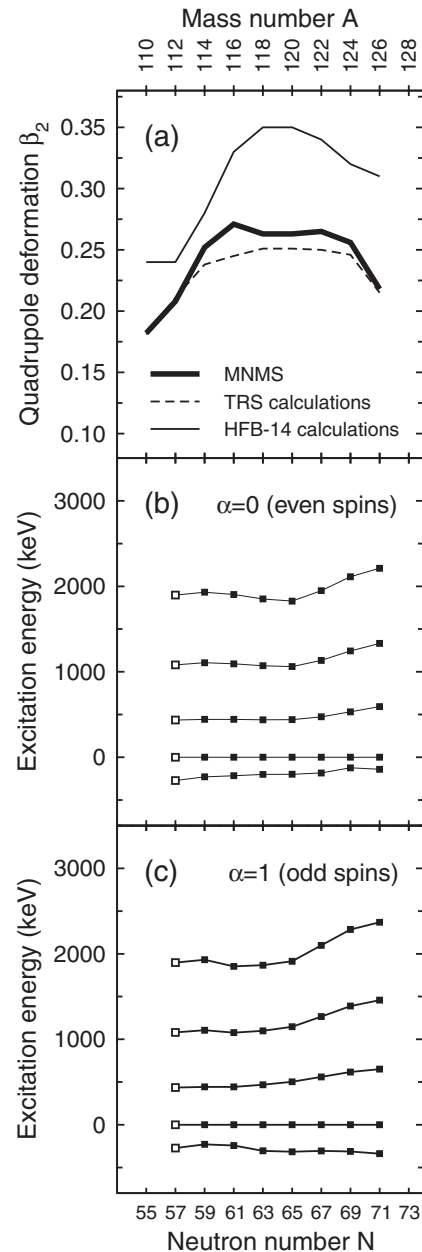 Mass number A
110 112 114 116 118 120 122 124 126 128
(a)
Quadrupole deformation β2
0.35
0.30
0.25
0.20
0.15
0.10
MNMS
TRS calculations
HFB-14 calculations
(b) α=0 (even spins)
Excitation energy (keV)
3000
2000
1000
0
(c) α=1 (odd spins)
Excitation energy (keV)
3000
2000
1000
0
55 57 59 61 63 65 67 69 71 73
Neutron number N